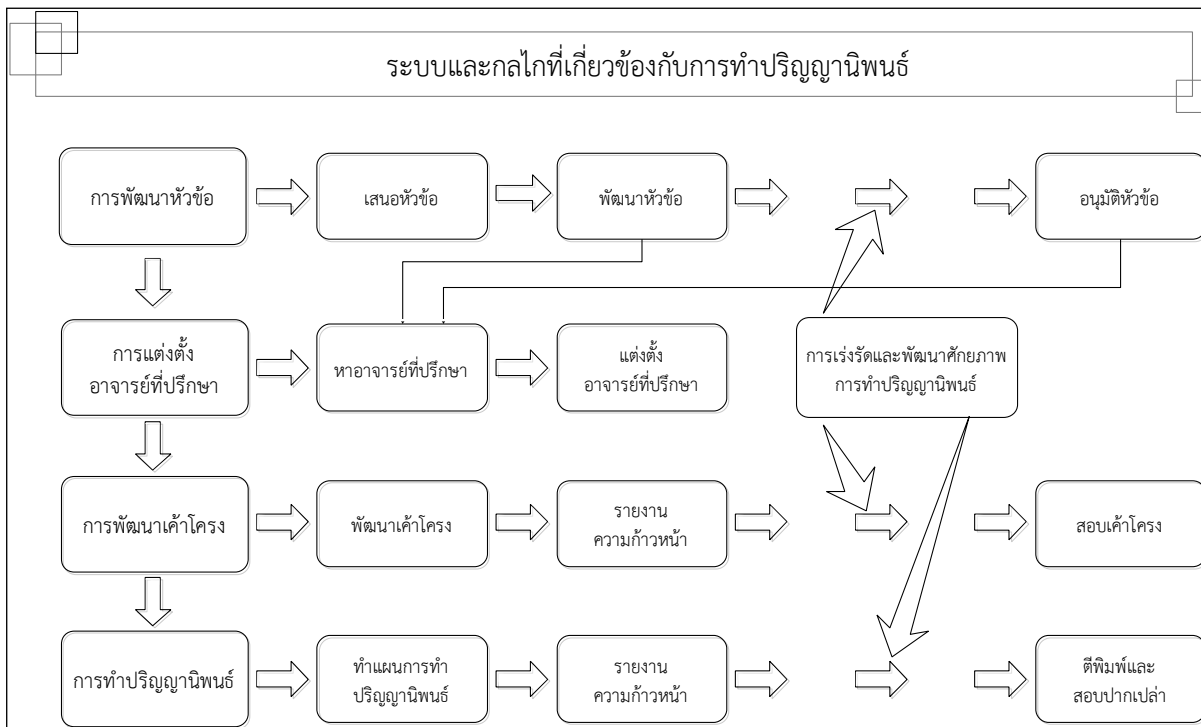 ระบบและกลไกที่เกี่ยวข้องกับการทำปริญญานิพนธ์
การพัฒนาหัวข้อ
เสนอหัวข้อ
พัฒนาหัวข้อ
อนุมัติหัวข้อ
การแต่งตั้ง
อาจารย์ที่ปรึกษา
หาอาจารย์ที่ปรึกษา
แต่งตั้ง
อาจารย์ที่ปรึกษา
การเร่งรัดและพัฒนาศักยภาพ
การทำปริญญานิพนธ์
การพัฒนาเค้าโครง
พัฒนาเค้าโครง
รายงาน
ความก้าวหน้า
สอบเค้าโครง
การทำปริญญานิพนธ์
ทำแผนการทำ
ปริญญานิพนธ์
รายงาน
ความก้าวหน้า
ตีพิมพ์และ
สอบปากเปล่า